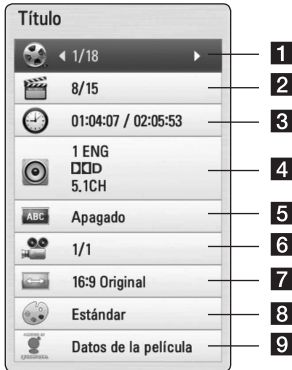 Título
1/18
1
8/15
2
01:04:07 / 02:05:53
3
1 ENG
DD D
5.1CH
4
ABC
Apagado
5
1/1
6
16:9 Original
7
Estándar
8
Datos de la película
9